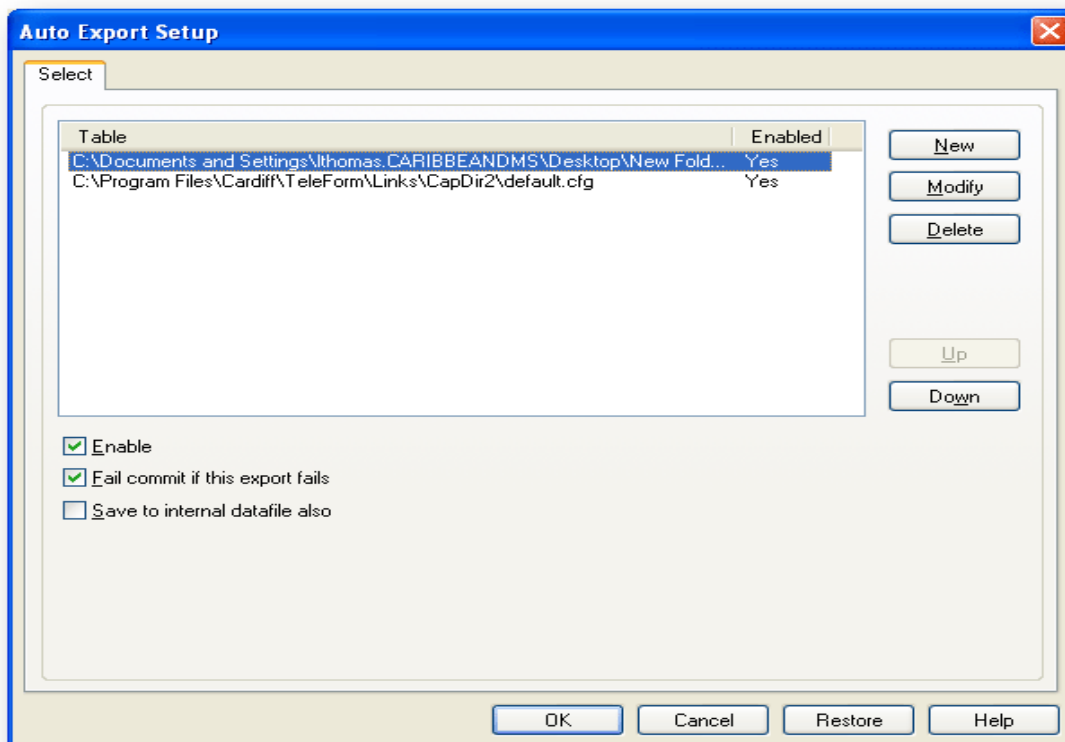 Auto Export Setup
Select
Table Enabled
C:\Documents and Settings\lthomas.CARIBBEANDMS\Desktop\New Fold... Yes
C:\Program Files\Cardiff\TeleForm\Links\CapDir2\default.cfg Yes
New
Modify
Delete
Up
Down
Enable
Fail commit if this export fails
Save to internal datafile also
OK Cancel Restore Help